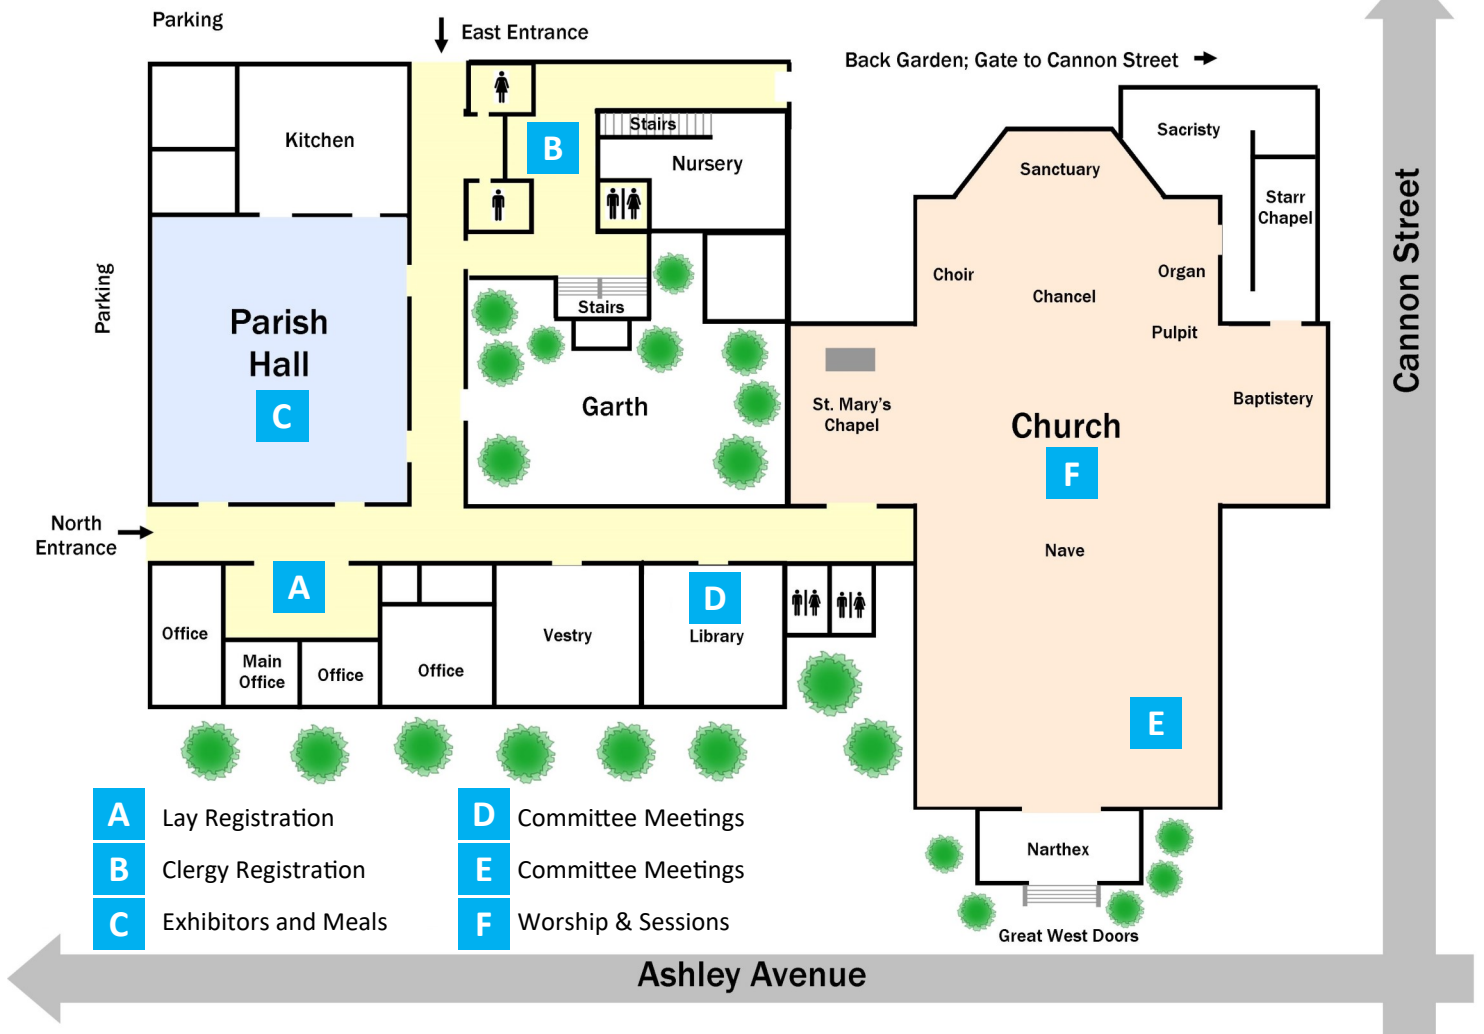 Parking
East Entrance
Back Garden; Gate to Cannon Street
Kitchen
Stairs
Nursery
B
Sacristy
Sanctuary
Starr
Chapel
Cannon Street
Parking
Parish
Hall
C
Stairs
Garth
Choir
Chancel
Organ
Pulpit
St. Mary's
Chapel
Church
F
Baptistery
North
Entrance
Nave
A
D
Office
Main
Office
Office
Office
Vestry
Library
E
A Lay Registration
B Clergy Registration
C Exhibitors and Meals
D Committee Meetings
E Committee Meetings
F Worship & Sessions
Narthex
Great West Doors
Ashley Avenue